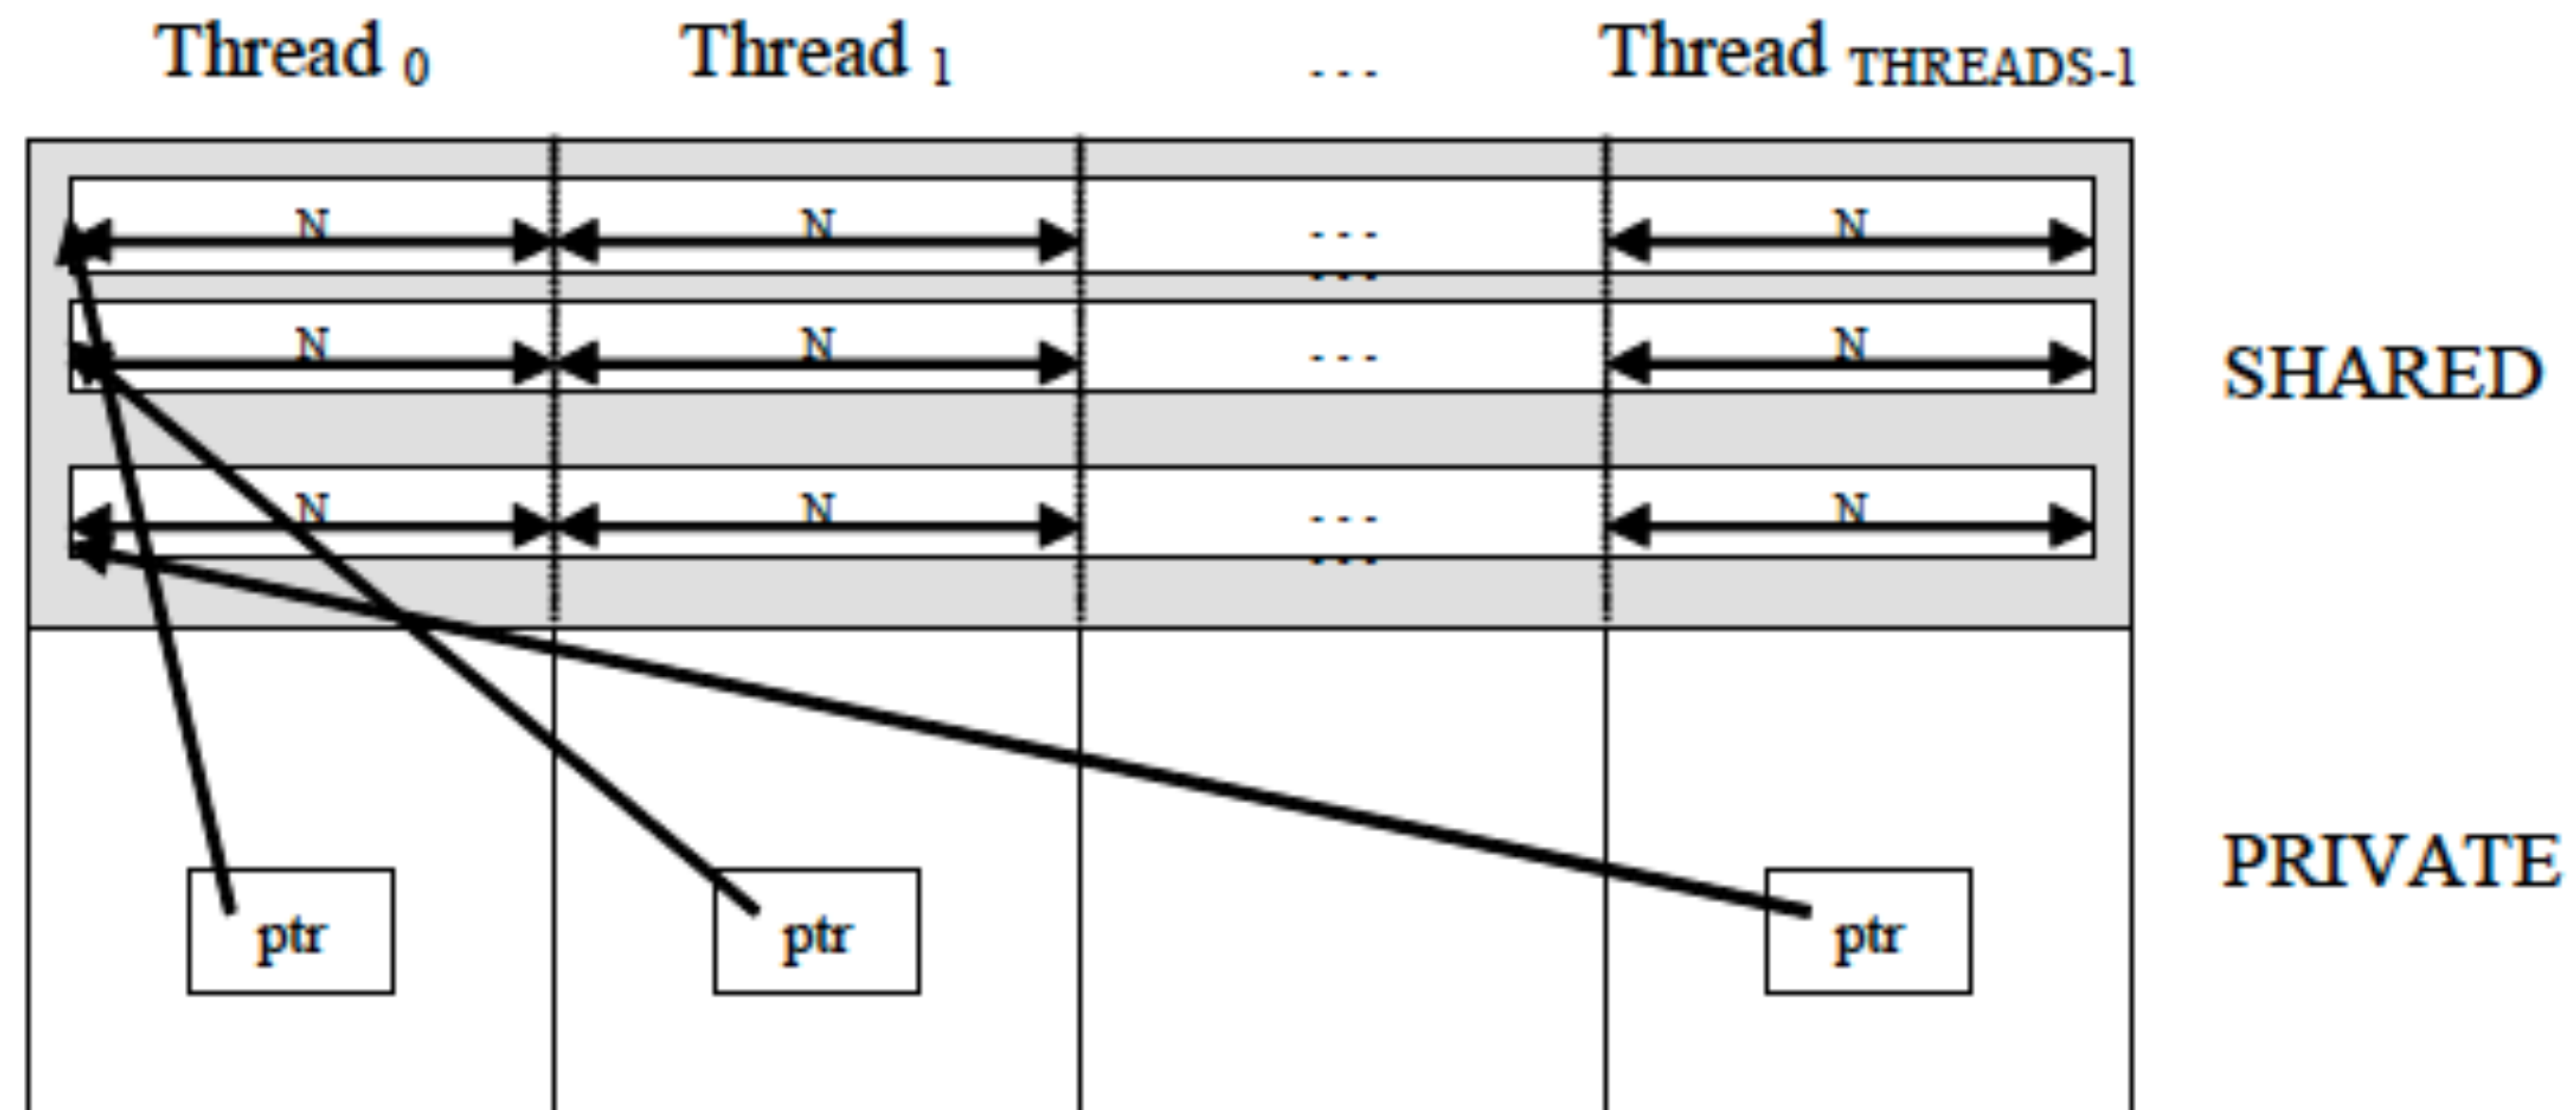 Thread 0 Thread 1 ... Thread THREADS-1
N N ... N
...
N N ... N
SHARED
N N ... N
...
PRIVATE
ptr ptr ptr